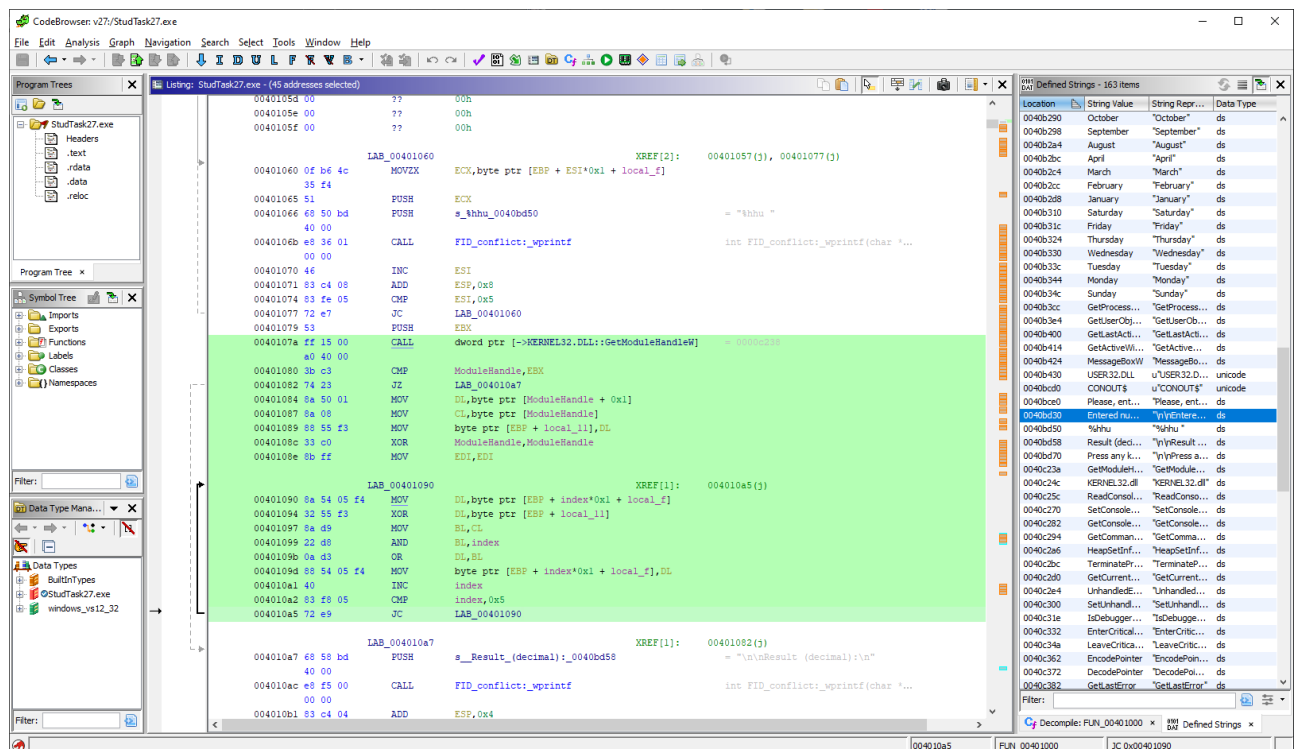 CodeBrowser: v27:/StudTask27.exe
File Edit Analysis Graph Navigation Search Select Tools Window Help
I D U L F R V B
Program Trees
StudTask27.exe
Headers
.text
.rdata
.data
.reloc
Program Tree
Symbol Tree
Imports
Exports
Functions
Labels
Classes
Namespaces
Filter:
Data Type Mana...
Data Types
BuiltInTypes
StudTask27.exe
windows_vs12_32
Filter:
Listing: StudTask27.exe - (45 addresses selected)
0040105d 00 ?? 00h
0040105e 00 ?? 00h
0040105f 00 ?? 00h
LAB_00401060 XREF[2]: 00401057(j), 00401077(j)
00401060 0f b6 4c MOVZX ECX,byte ptr [EBP + ESI*0x1 + local_f]
35 f4
00401065 51 PUSH ECX
00401066 68 50 bd PUSH s_%hhu_0040bd50 = "%hhu "
40 00
0040106b e8 36 01 CALL FID_conflict:_wprintf int FID_conflict:_wprintf(char *...
00 00
00401070 46 INC ESI
00401071 83 c4 08 ADD ESP,0x8
00401074 83 fe 05 CMP ESI,0x5
00401077 72 e7 JC LAB_00401060
00401079 53 PUSH EBX
0040107a ff 15 00 CALL dword ptr [->KERNEL32.DLL::GetModuleHandleW] = 0000c238
a0 40 00
00401080 3b c3 CMP ModuleHandle,EBX
00401082 74 23 JZ LAB_004010a7
00401084 8a 50 01 MOV DL,byte ptr [ModuleHandle + 0x1]
00401087 8a 08 MOV CL,byte ptr [ModuleHandle]
00401089 88 55 f3 MOV byte ptr [EBP + local_11],DL
0040108c 33 c0 XOR ModuleHandle,ModuleHandle
0040108e 8b ff MOV EDI,EDI
LAB_00401090 XREF[1]: 004010a5(j)
00401090 8a 54 05 f4 MOV DL,byte ptr [EBP + index*0x1 + local_f]
00401094 32 55 f3 XOR DL,byte ptr [EBP + local_11]
00401097 8a d9 MOV BL,CL
00401099 22 d8 AND BL,index
0040109b 0a d3 OR DL,BL
0040109d 88 54 05 f4 MOV byte ptr [EBP + index*0x1 + local_f],DL
004010a1 40 INC index
004010a2 83 f8 05 CMP index,0x5
004010a5 72 e9 JC LAB_00401090
LAB_004010a7 XREF[1]: 00401082(j)
004010a7 68 58 bd PUSH s__Result_(decimal):_0040bd58 = "\n\nResult (decimal):\n"
40 00
004010ac e8 f5 00 CALL FID_conflict:_wprintf int FID_conflict:_wprintf(char *...
00 00
004010b1 83 c4 04 ADD ESP,0x4
Defined Strings - 163 items
Location String Value String Repr... Data Type
0040b290 October "October" ds
0040b298 September "September" ds
0040b2a4 August "August" ds
0040b2bc April "April" ds
0040b2c4 March "March" ds
0040b2cc February "February" ds
0040b2d8 January "January" ds
0040b310 Saturday "Saturday" ds
0040b31c Friday "Friday" ds
0040b324 Thursday "Thursday" ds
0040b330 Wednesday "Wednesday" ds
0040b33c Tuesday "Tuesday" ds
0040b344 Monday "Monday" ds
0040b34c Sunday "Sunday" ds
0040b3cc GetProcess... "GetProcess... ds
0040b3e4 GetUserObj... "GetUserOb... ds
0040b400 GetLastActi... "GetLastActi... ds
0040b414 GetActiveWi... "GetActive... ds
0040b424 MessageBoxW "MessageBo... ds
0040b430 USER32.DLL u"USER32.D... unicode
0040bcd0 CONOUT$ u"CONOUT$" unicode
0040bce0 Please, ent... "Please, ent... ds
0040bd30 Entered nu... "\n\nEntere... ds
0040bd50 %hhu "%hhu " ds
0040bd58 Result (deci... "\n\nResult ... ds
0040bd70 Press any k... "\n\nPress a... ds
0040c23a GetModuleH... "GetModule... ds
0040c24c KERNEL32.dll "KERNEL32.dll" ds
0040c25c ReadConsol... "ReadConso... ds
0040c270 SetConsole... "SetConsole... ds
0040c282 GetConsole... "GetConsole... ds
0040c294 GetComman... "GetComma... ds
0040c2a6 HeapSetInf... "HeapSetInf... ds
0040c2bc TerminatePr... "TerminateP... ds
0040c2d0 GetCurrent... "GetCurrent... ds
0040c2e4 UnhandledE... "Unhandled... ds
0040c300 SetUnhandl... "SetUnhandl... ds
0040c31e IsDebugger... "IsDebugge... ds
0040c332 EnterCritical... "EnterCritic... ds
0040c34a LeaveCritica... "LeaveCritic... ds
0040c362 EncodePointer "EncodePoin... ds
0040c372 DecodePointer "DecodePoi... ds
0040c382 GetLastError "GetLastError" ds
Filter:
Decompile: FUN_00401000
Defined Strings
004010a5 FUN_00401000 JC 0x00401090